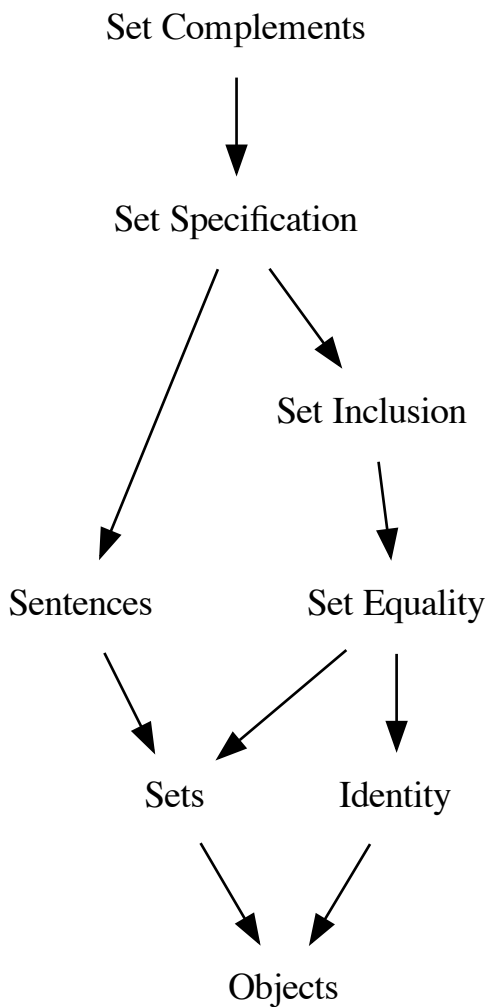 Set Complements
Set Specification
Set Inclusion
Sentences
Set Equality
Sets
Identity
Objects